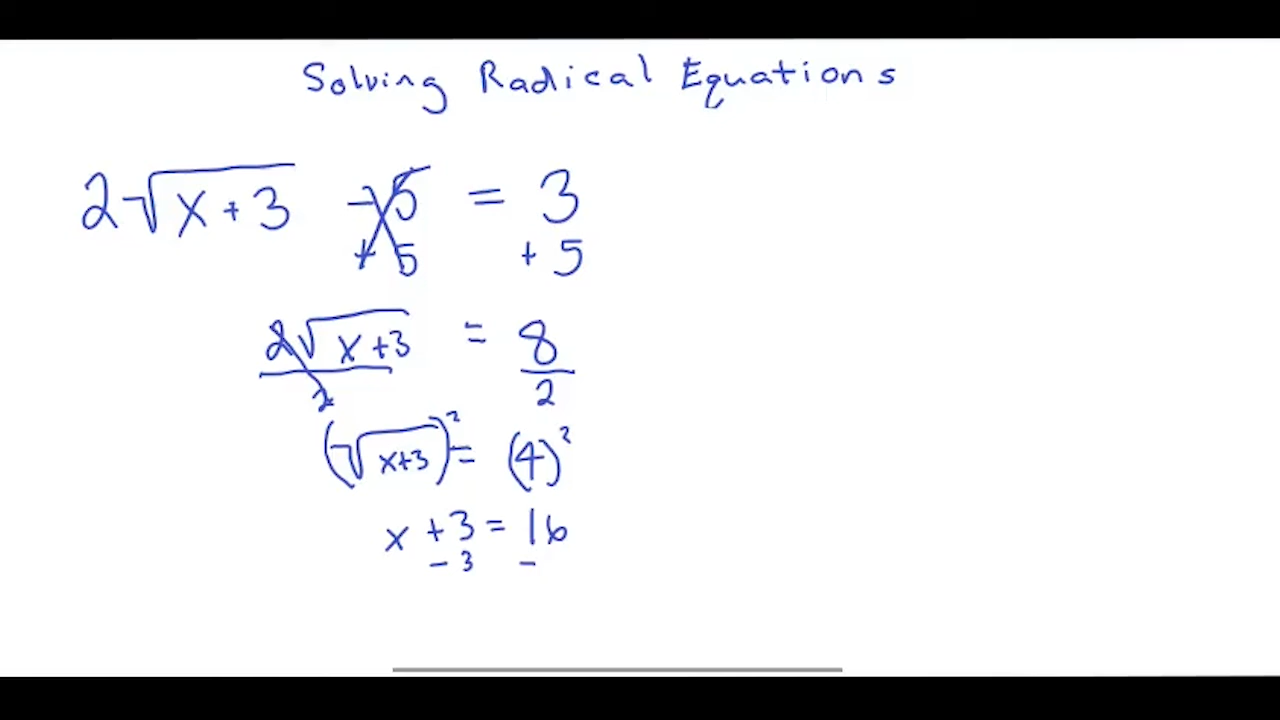 Solving Radical Equations
2√(x+3) -5 = 3
+5 +5
2√(x+3) = 8
2 2
(√(x+3))² = (4)²
x +3 = 16
-3 -